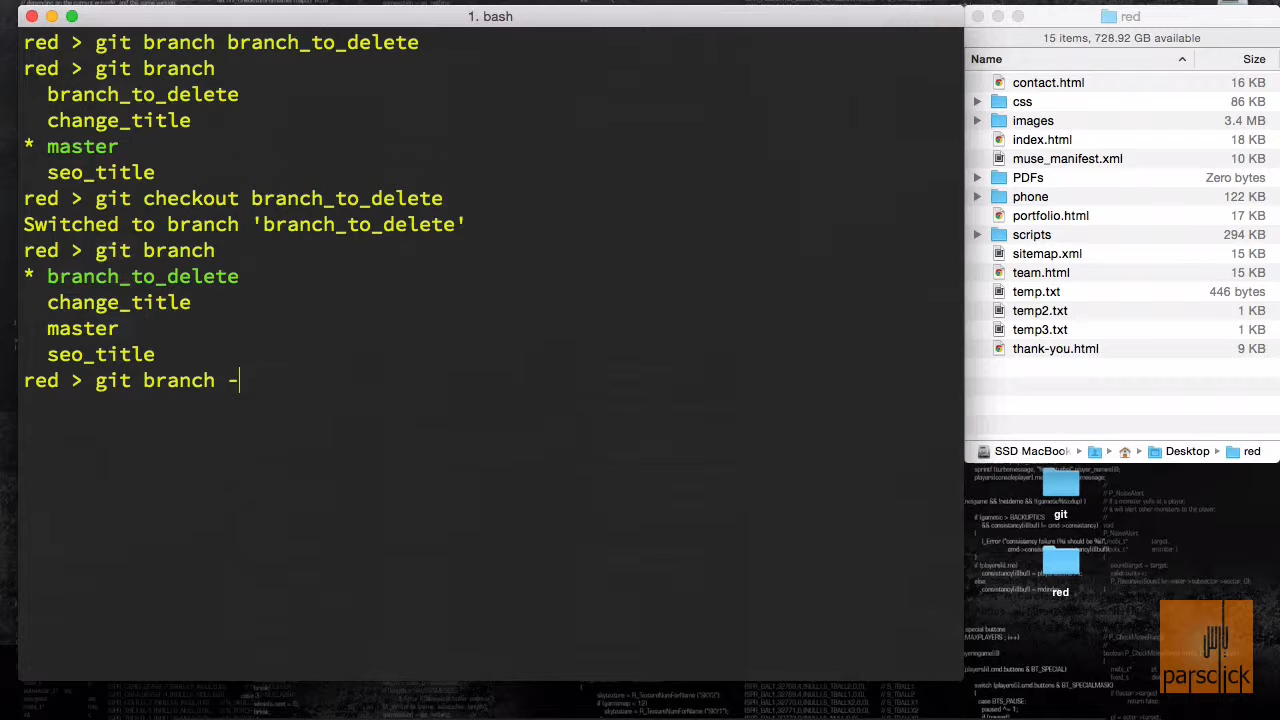 1. bash
red > git branch branch_to_delete
red > git branch
branch_to_delete
change_title
* master
seo_title
red > git checkout branch_to_delete
Switched to branch 'branch_to_delete'
red > git branch
* branch_to_delete
change_title
master
seo_title
red > git branch -
red
15 items, 728.92 GB available
Name Size
contact.html 16 KB
css 86 KB
images 3.4 MB
index.html 18 KB
muse_manifest.xml 10 KB
PDFs Zero bytes
phone 122 KB
portfolio.html 17 KB
scripts 294 KB
sitemap.xml 15 KB
team.html 15 KB
temp.txt 446 bytes
temp2.txt 1 KB
temp3.txt 1 KB
thank-you.html 9 KB
SSD MacBook Desktop red
git
red
parsclick